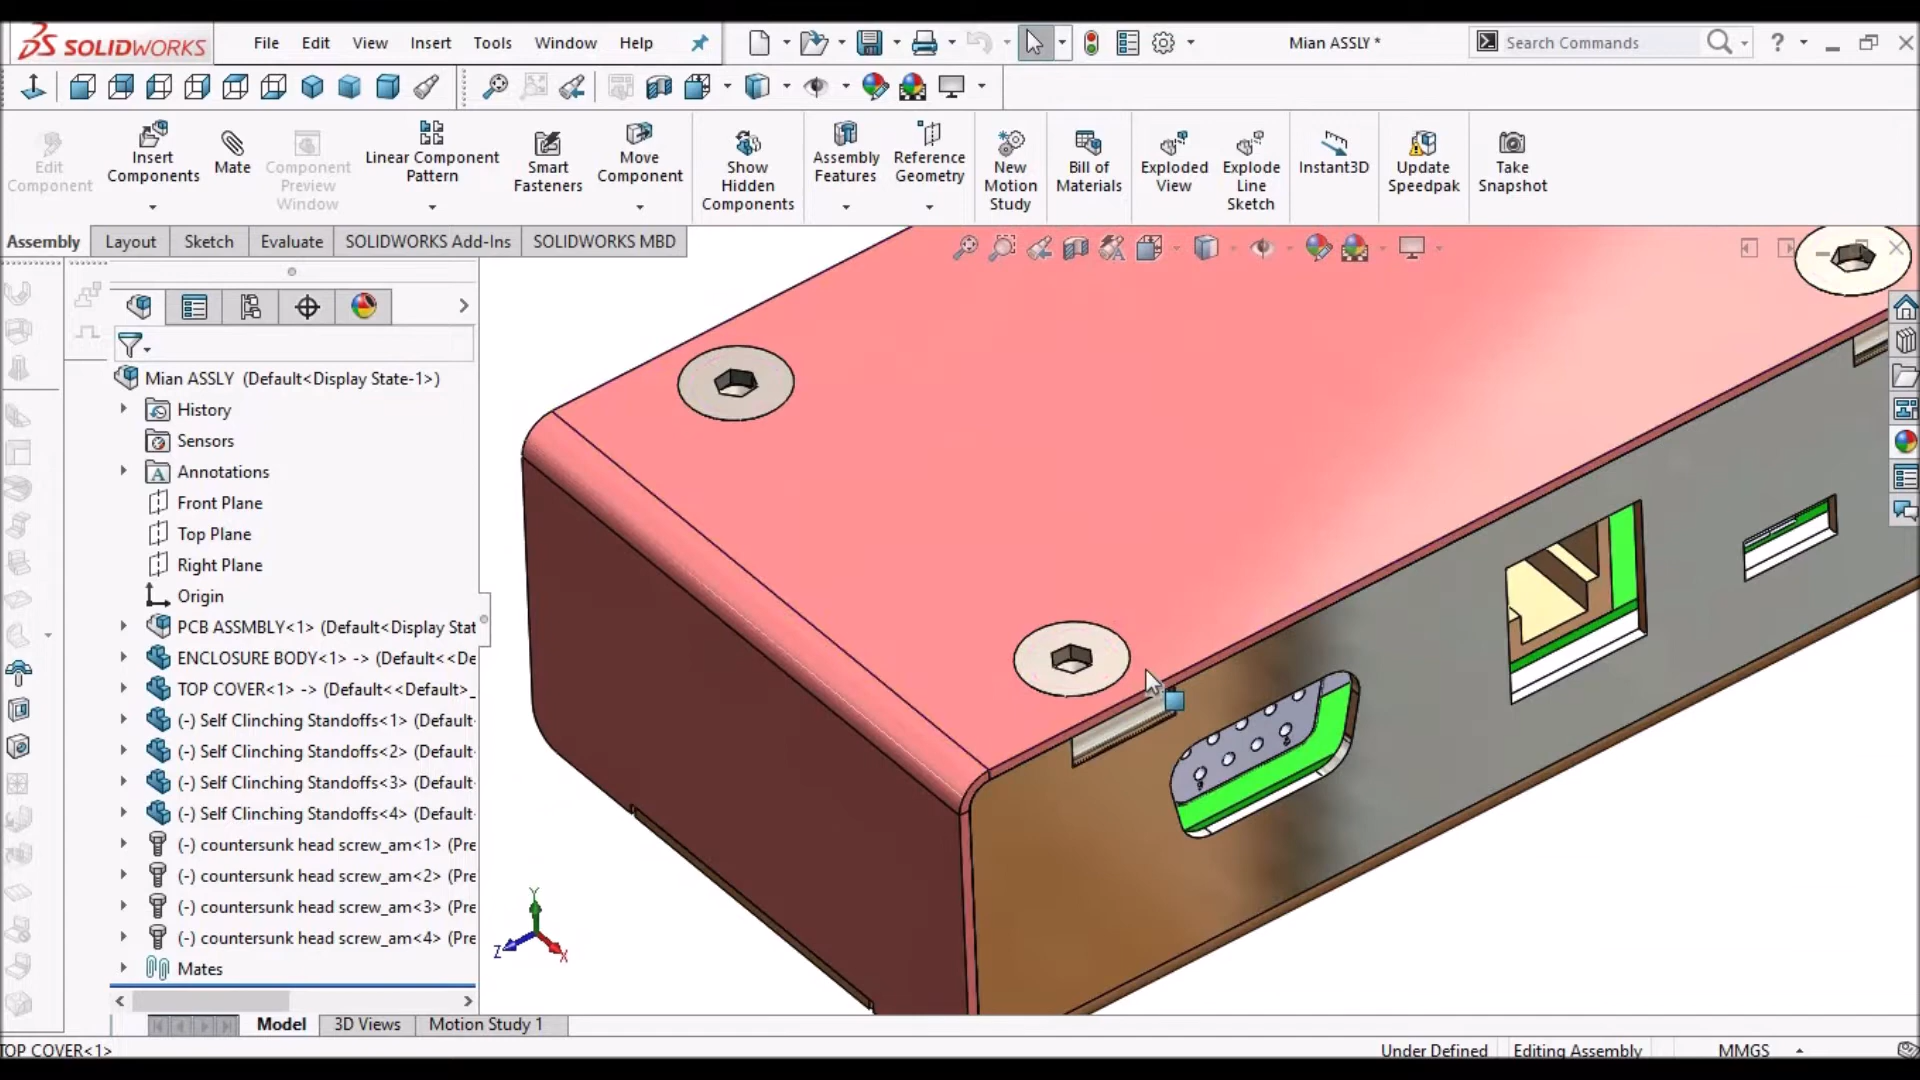 SOLIDWORKS File Edit View Insert Tools Window Help Mian ASSLY * Search Commands ?
Edit Component
Insert Components
Mate
Component Preview Window
Linear Component Pattern
Smart Fasteners
Move Component
Show Hidden Components
Assembly Features
Reference Geometry
New Motion Study
Bill of Materials
Exploded View
Explode Line Sketch
Instant3D
Update Speedpak
Take Snapshot
Assembly Layout Sketch Evaluate SOLIDWORKS Add-Ins SOLIDWORKS MBD
Mian ASSLY (Default<Display State-1>)
History
Sensors
A Annotations
Front Plane
Top Plane
Right Plane
Origin
PCB ASSMBLY<1> (Default<Display Stat
ENCLOSURE BODY<1> -> (Default<<De
TOP COVER<1> -> (Default<<Default>_
(-) Self Clinching Standoffs<1> (Default
(-) Self Clinching Standoffs<2> (Default
(-) Self Clinching Standoffs<3> (Default
(-) Self Clinching Standoffs<4> (Default
(-) countersunk head screw_am<1> (Pre
(-) countersunk head screw_am<2> (Pre
(-) countersunk head screw_am<3> (Pre
(-) countersunk head screw_am<4> (Pre
Mates
Y
Z
X
Model 3D Views Motion Study 1
TOP COVER<1> Under Defined Editing Assembly MMGS